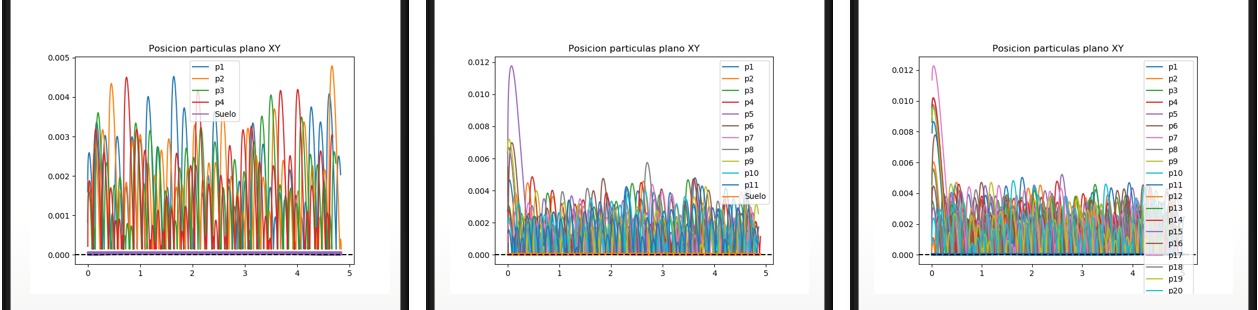 Posicion particulas plano XY
0.005
0.004
0.003
0.002
0.001
0.000
0 1 2 3 4 5
p1
p2
p3
p4
Suelo
Posicion particulas plano XY
0.012
0.010
0.008
0.006
0.004
0.002
0.000
0 1 2 3 4 5
p1
p2
p3
p4
p5
p6
p7
p8
p9
p10
p11
Suelo
Posicion particulas plano XY
0.012
0.010
0.008
0.006
0.004
0.002
0.000
0 1 2 3 4
p1
p2
p3
p4
p5
p6
p7
p8
p9
p10
p11
p12
p13
p14
p15
p16
p17
p18
p19
p20